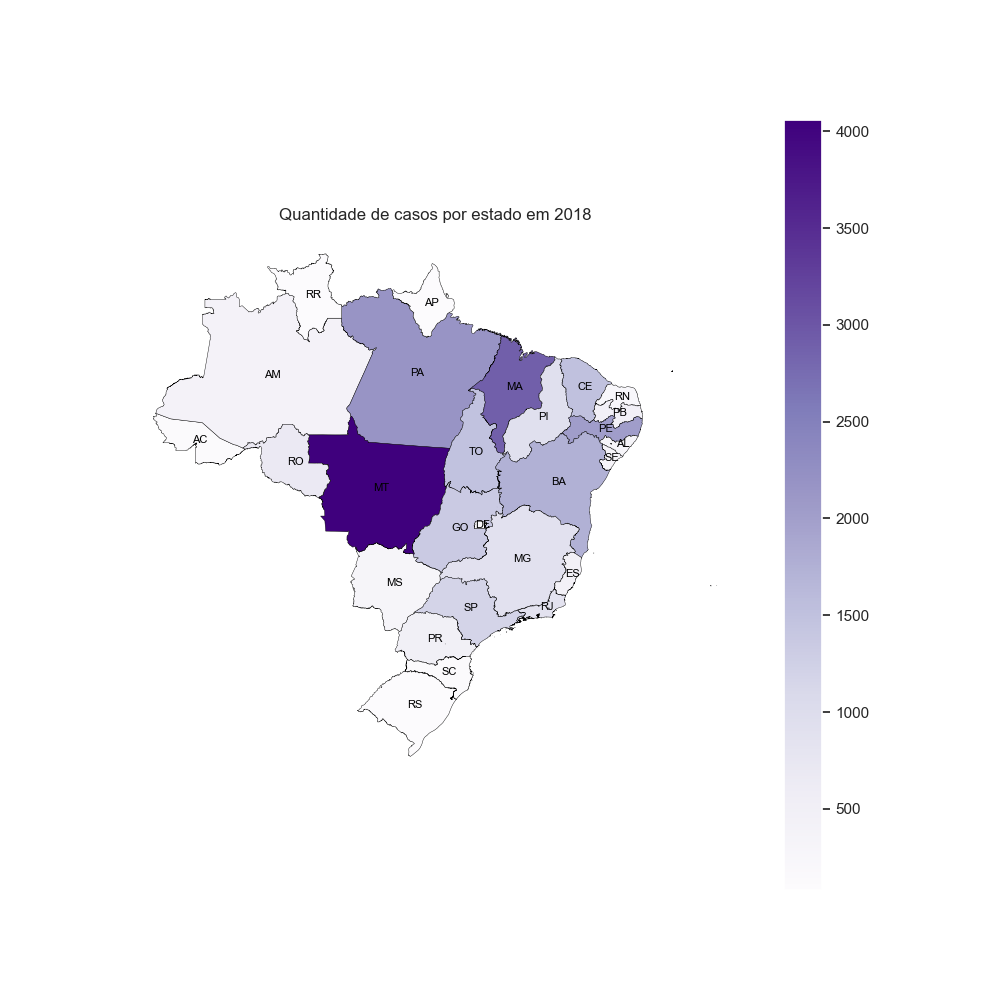 Quantidade de casos por estado em 2018
RR
AP
AM
PA
MA
CE
RN
PB
PI
PE
AL
SE
AC
RO
TO
BA
MT
GO
DF
MG
ES
MS
SP
RJ
PR
SC
RS
4000
3500
3000
2500
2000
1500
1000
500